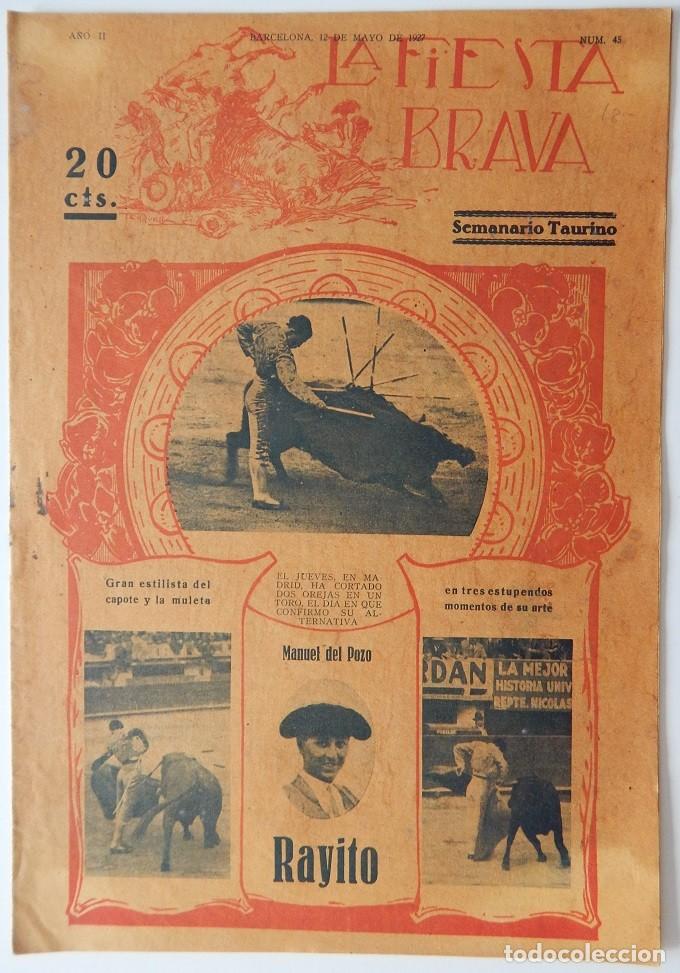 AÑO II
BARCELONA, 12 DE MAYO DE 1927
NUM. 45
LA FiESTA
BRAVA
18-
20
cts.
Semanario Taurino
Gran estilista del
capote y la muleta
EL JUEVES, EN MA-
DRID, HA CORTADO
DOS OREJAS EN UN
TORO, EL DIA EN QUE
CONFIRMO SU AL-
TERNATIVA
en tres estupendos
momentos de su arte
Manuel del Pozo
RDAN
LA MEJOR
HISTORIA UNIV
REPTE. NICOLAS
Rayito
todocoleccion